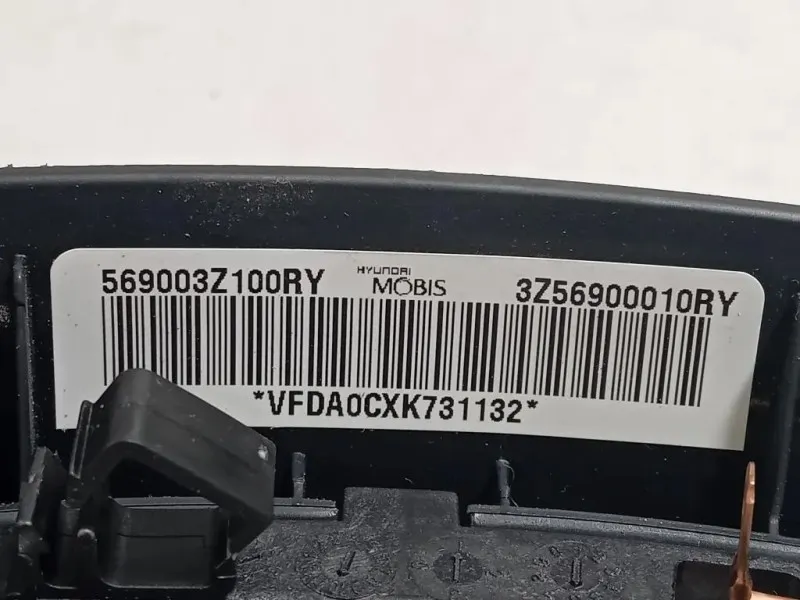 569003Z100RY HYUNDAI MOBIS 3Z56900010RY
*VFDA0CXK731132*